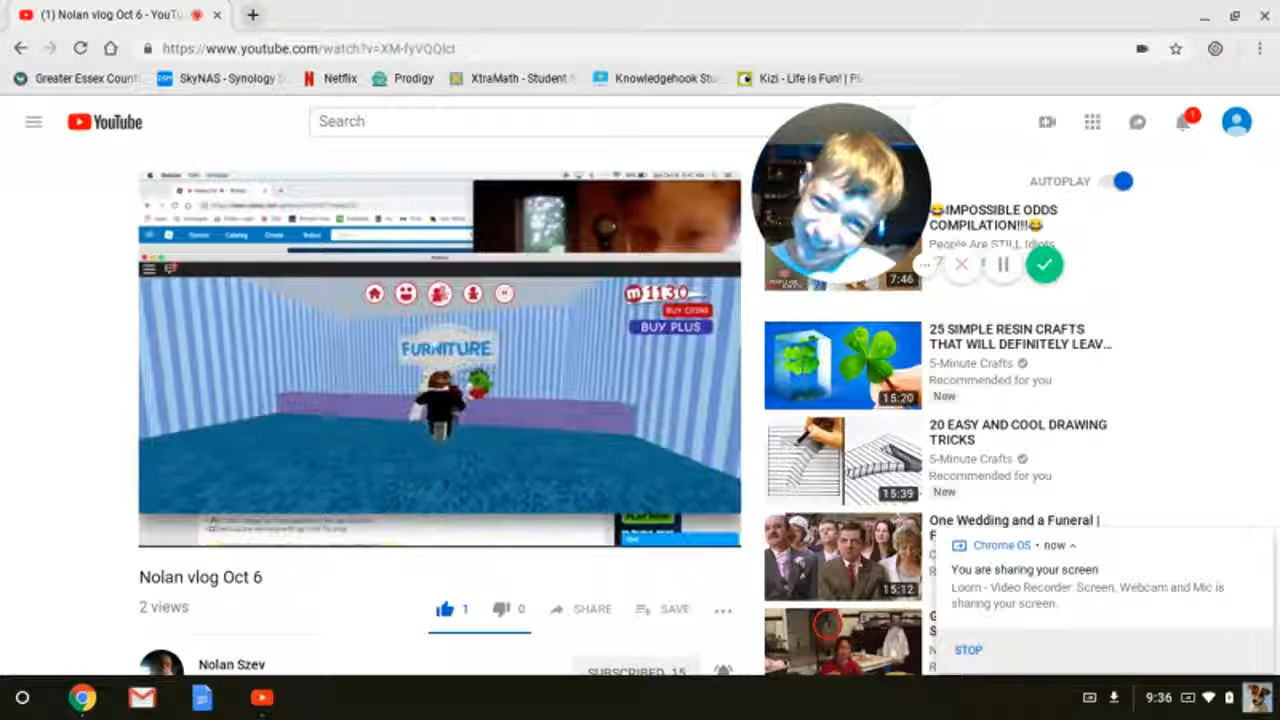 (1) Nolan vlog Oct 6 - YouTu
https://www.youtube.com/watch?v=XM-fyVQQlct
Greater Essex Count
SkyNAS - Synology
Netflix
Prodigy
XtraMath - Student
Knowledgehook Stu
Kizi - Life is Fun! | Pl
YouTube
Search
1
AUTOPLAY
😂IMPOSSIBLE ODDS
COMPILATION!!!😂
People Are STILL Idiots
7:46
1130
BUY PLUS
FURNITURE
25 SIMPLE RESIN CRAFTS
THAT WILL DEFINITELY LEAV...
5-Minute Crafts
Recommended for you
New
15:20
20 EASY AND COOL DRAWING
TRICKS
5-Minute Crafts
Recommended for you
New
15:39
One Wedding and a Funeral |
15:12
Nolan vlog Oct 6
2 views
1
0
SHARE
SAVE
Nolan Szev
SUBSCRIBED 15
Chrome OS • now
You are sharing your screen
Loom - Video Recorder: Screen, Webcam and Mic is
sharing your screen.
STOP
9:36